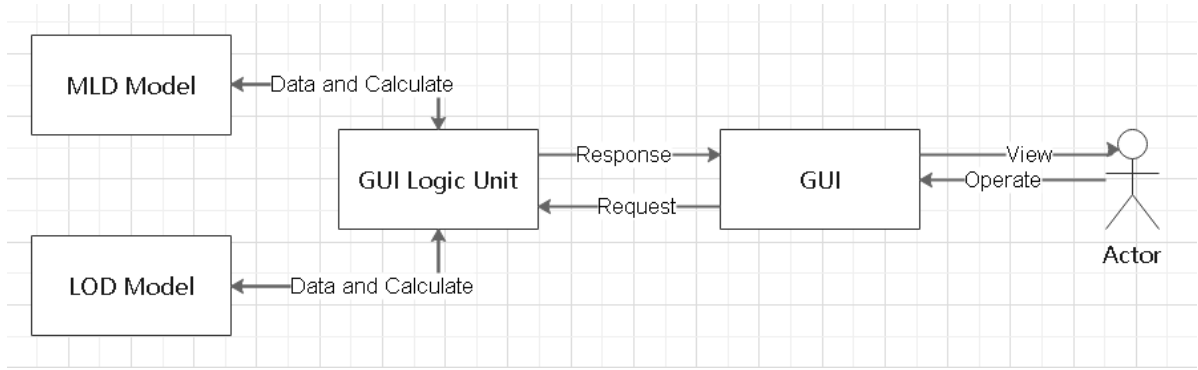 MLD Model
Data and Calculate
GUI Logic Unit
Response
Request
GUI
View
Operate
Actor
LOD Model
Data and Calculate